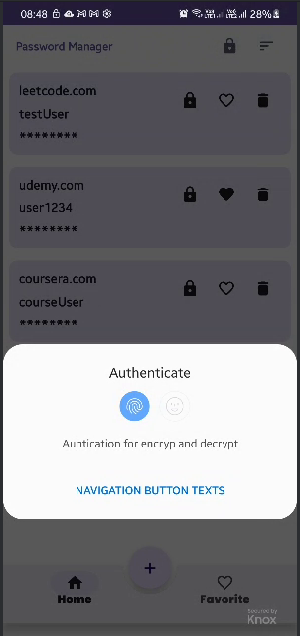 08:48 28%
Password Manager
leetcode.com
testUser
********
udemy.com
user1234
********
coursera.com
courseUser
********
Authenticate
Autication for encryp and decrypt
NAVIGATION BUTTON TEXTS
+
Home Favorite
Secured by
Knox